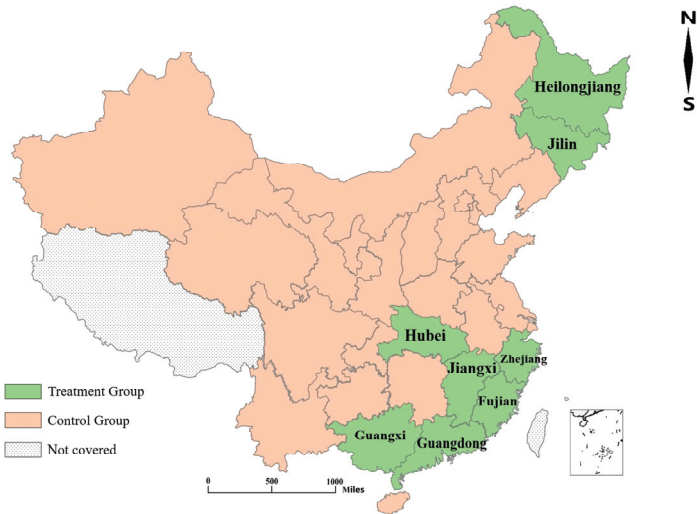 N
S
Heilongjiang
Jilin
Hubei
Zhejiang
Jiangxi
Fujian
Guangxi
Guangdong
Treatment Group
Control Group
Not covered
0 500 1000
Miles